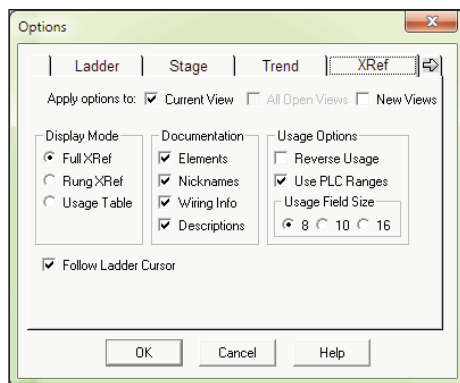 Options
Ladder Stage Trend XRef
Apply options to: Current View All Open Views New Views
Display Mode Documentation Usage Options
Full XRef Elements Reverse Usage
Rung XRef Nicknames Use PLC Ranges
Usage Table Wiring Info Usage Field Size
Descriptions 8 10 16
Follow Ladder Cursor
OK Cancel Help